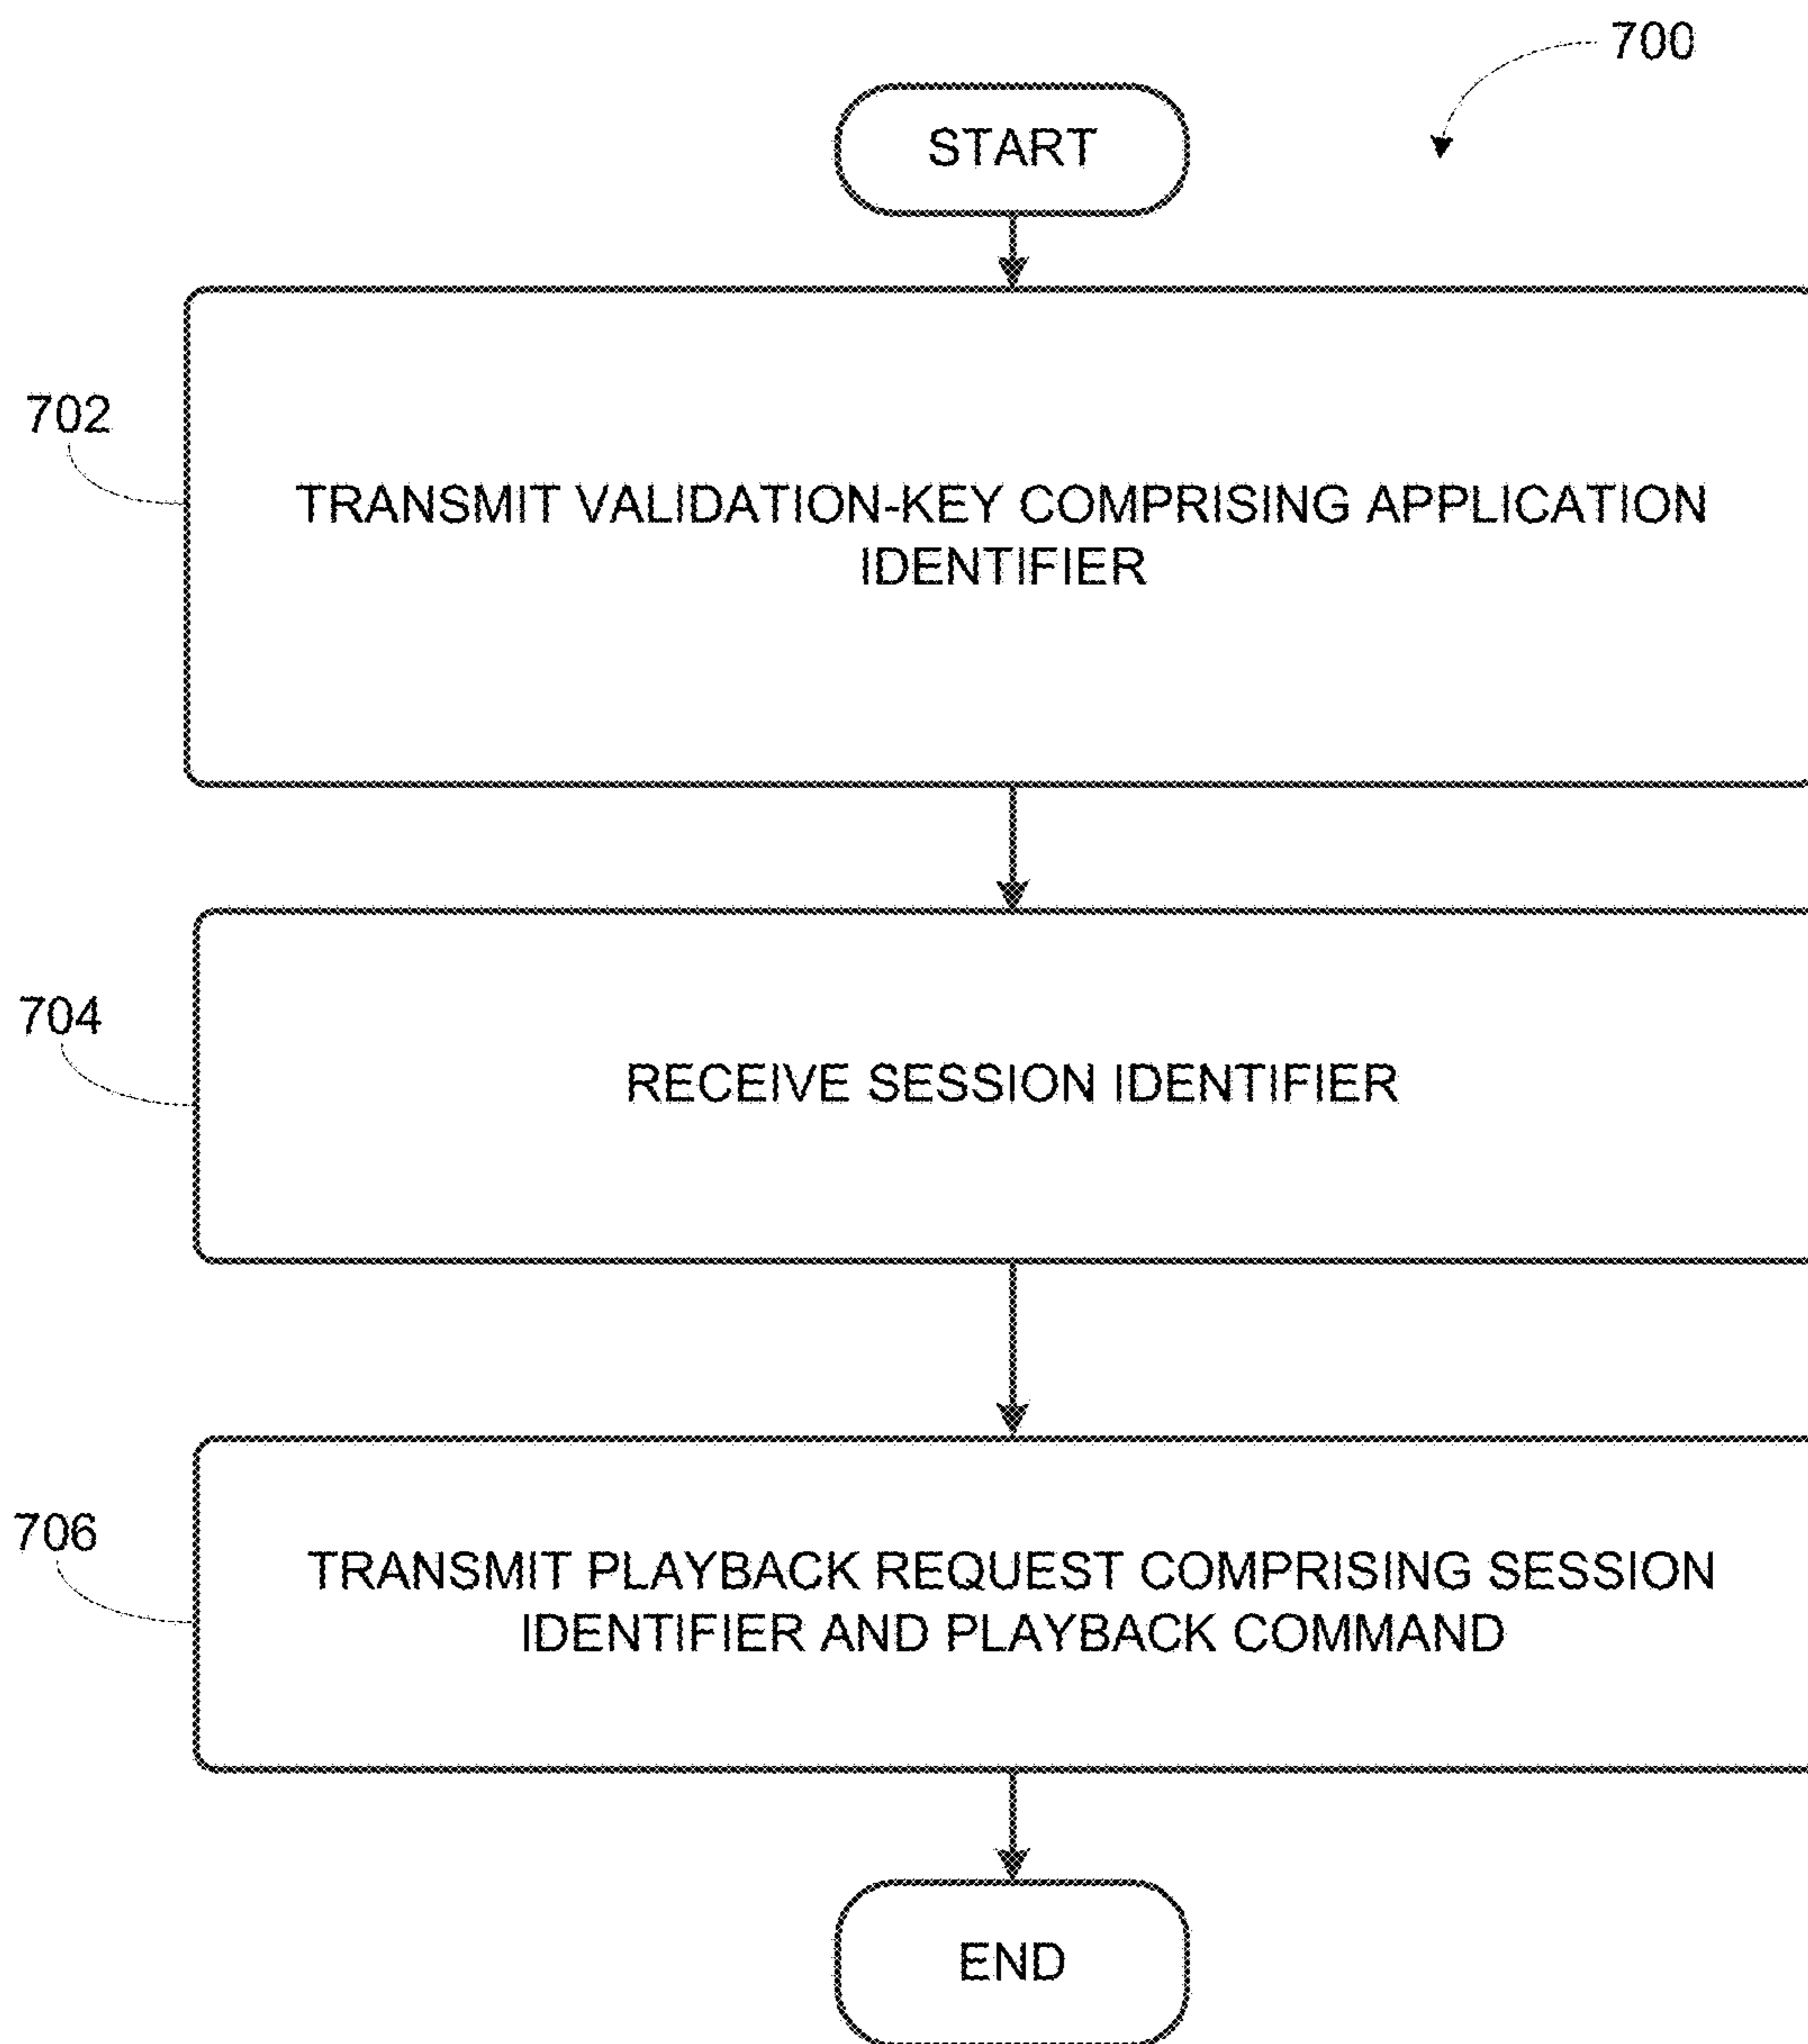 700
START
702
TRANSMIT VALIDATION-KEY COMPRISING APPLICATION
IDENTIFIER
704
RECEIVE SESSION IDENTIFIER
706
TRANSMIT PLAYBACK REQUEST COMPRISING SESSION
IDENTIFIER AND PLAYBACK COMMAND
END